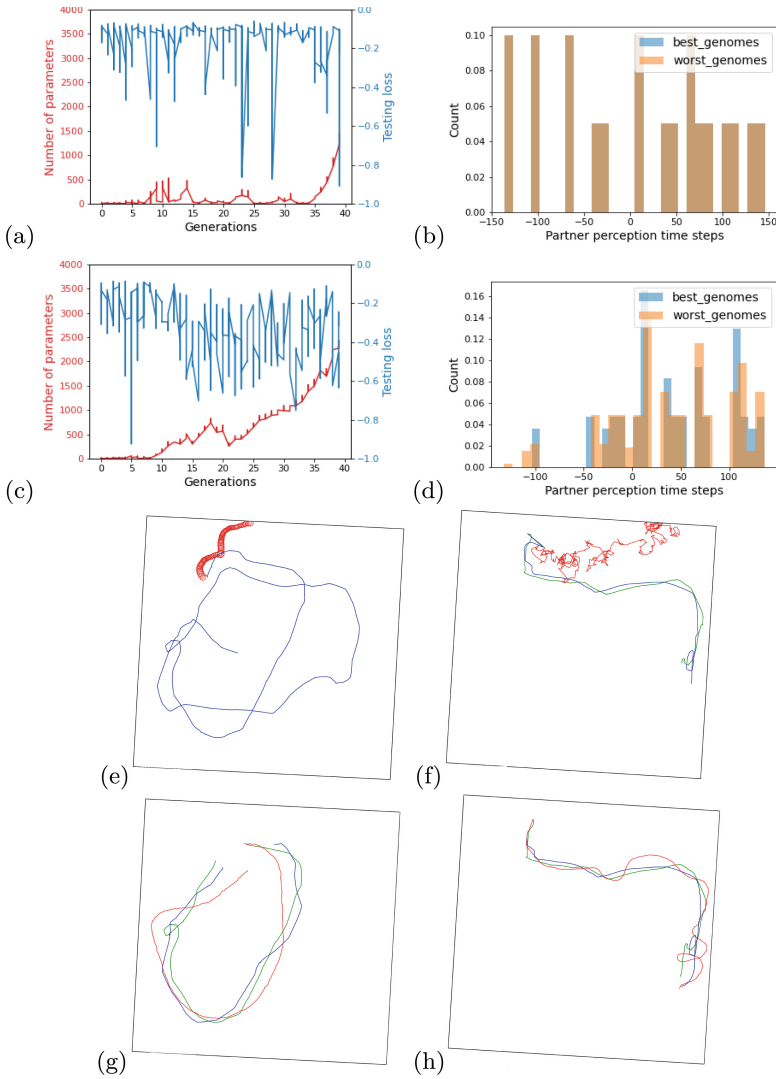 4000
3500
3000
2500
2000
1500
1000
500
0
Number of parameters
0.0
−0.2
−0.4
−0.6
−0.8
−1.0
Testing loss
0 5 10 15 20 25 30 35 40
Generations
(a)
0.10
0.08
0.06
0.04
0.02
0.00
Count
best_genomes
worst_genomes
−150 −100 −50 0 50 100 150
Partner perception time steps
(b)
4000
3500
3000
2500
2000
1500
1000
500
0
Number of parameters
0.0
−0.2
−0.4
−0.6
−0.8
−1.0
Testing loss
0 5 10 15 20 25 30 35 40
Generations
(c)
0.16
0.14
0.12
0.10
0.08
0.06
0.04
0.02
0.00
Count
best_genomes
worst_genomes
−100 −50 0 50 100
Partner perception time steps
(d)
(e)
(f)
(g)
(h)